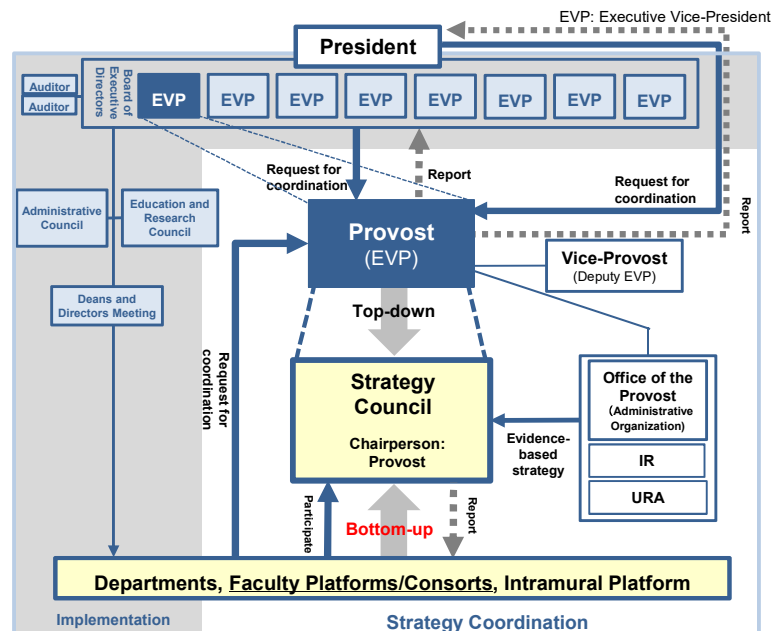 EVP: Executive Vice-President
President
Auditor
Auditor
Board of
Executive
Directors
EVP
EVP
EVP
EVP
EVP
EVP
EVP
EVP
Request for
coordination
Report
Request for
coordination
Report
Administrative
Council
Education and
Research
Council
Provost
(EVP)
Vice-Provost
(Deputy EVP)
Deans and
Directors Meeting
Top-down
Request for
coordination
Strategy
Council
Chairperson:
Provost
Evidence-
based
strategy
Office of the
Provost
(Administrative
Organization)
IR
URA
Participate
Bottom-up
Report
Departments, Faculty Platforms/Consorts, Intramural Platform
Implementation
Strategy Coordination